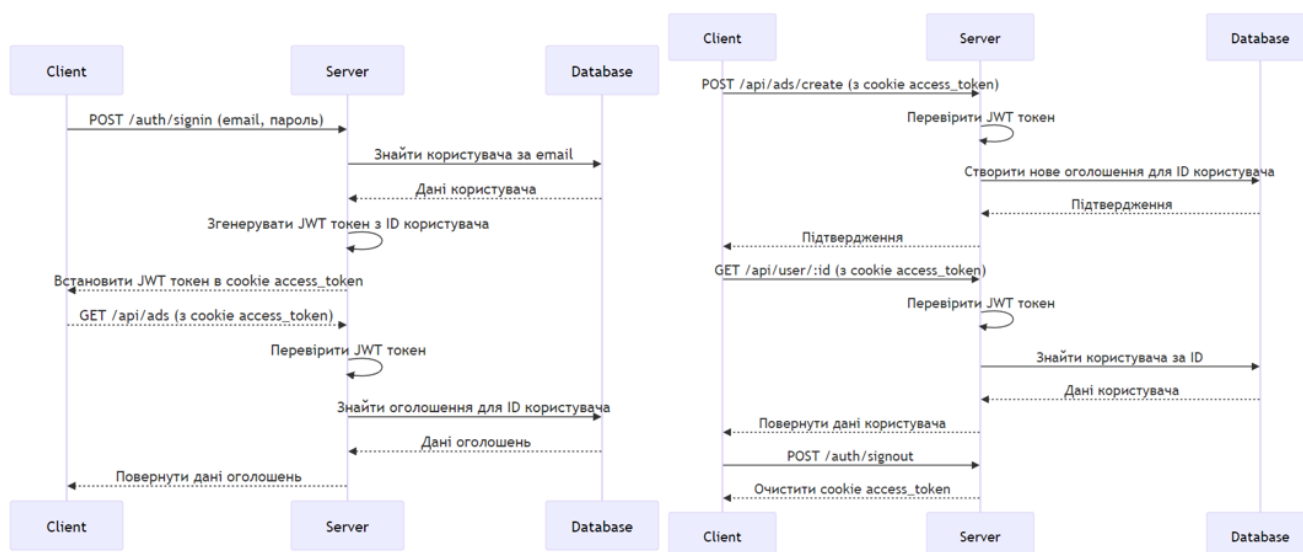 Client
Server
Database
POST /auth/signin (email, пароль)
Знайти користувача за email
Дані користувача
Згенерувати JWT токен з ID користувача
Встановити JWT токен в cookie access_token
GET /api/ads (з cookie access_token)
Перевірити JWT токен
Знайти оголошення для ID користувача
Дані оголошень
Повернути дані оголошень
Client
Server
Database
Client
Server
Database
POST /api/ads/create (з cookie access_token)
Перевірити JWT токен
Створити нове оголошення для ID користувача
Підтвердження
Підтвердження
GET /api/user/:id (з cookie access_token)
Перевірити JWT токен
Знайти користувача за ID
Дані користувача
Повернути дані користувача
POST /auth/signout
Очистити cookie access_token
Client
Server
Database